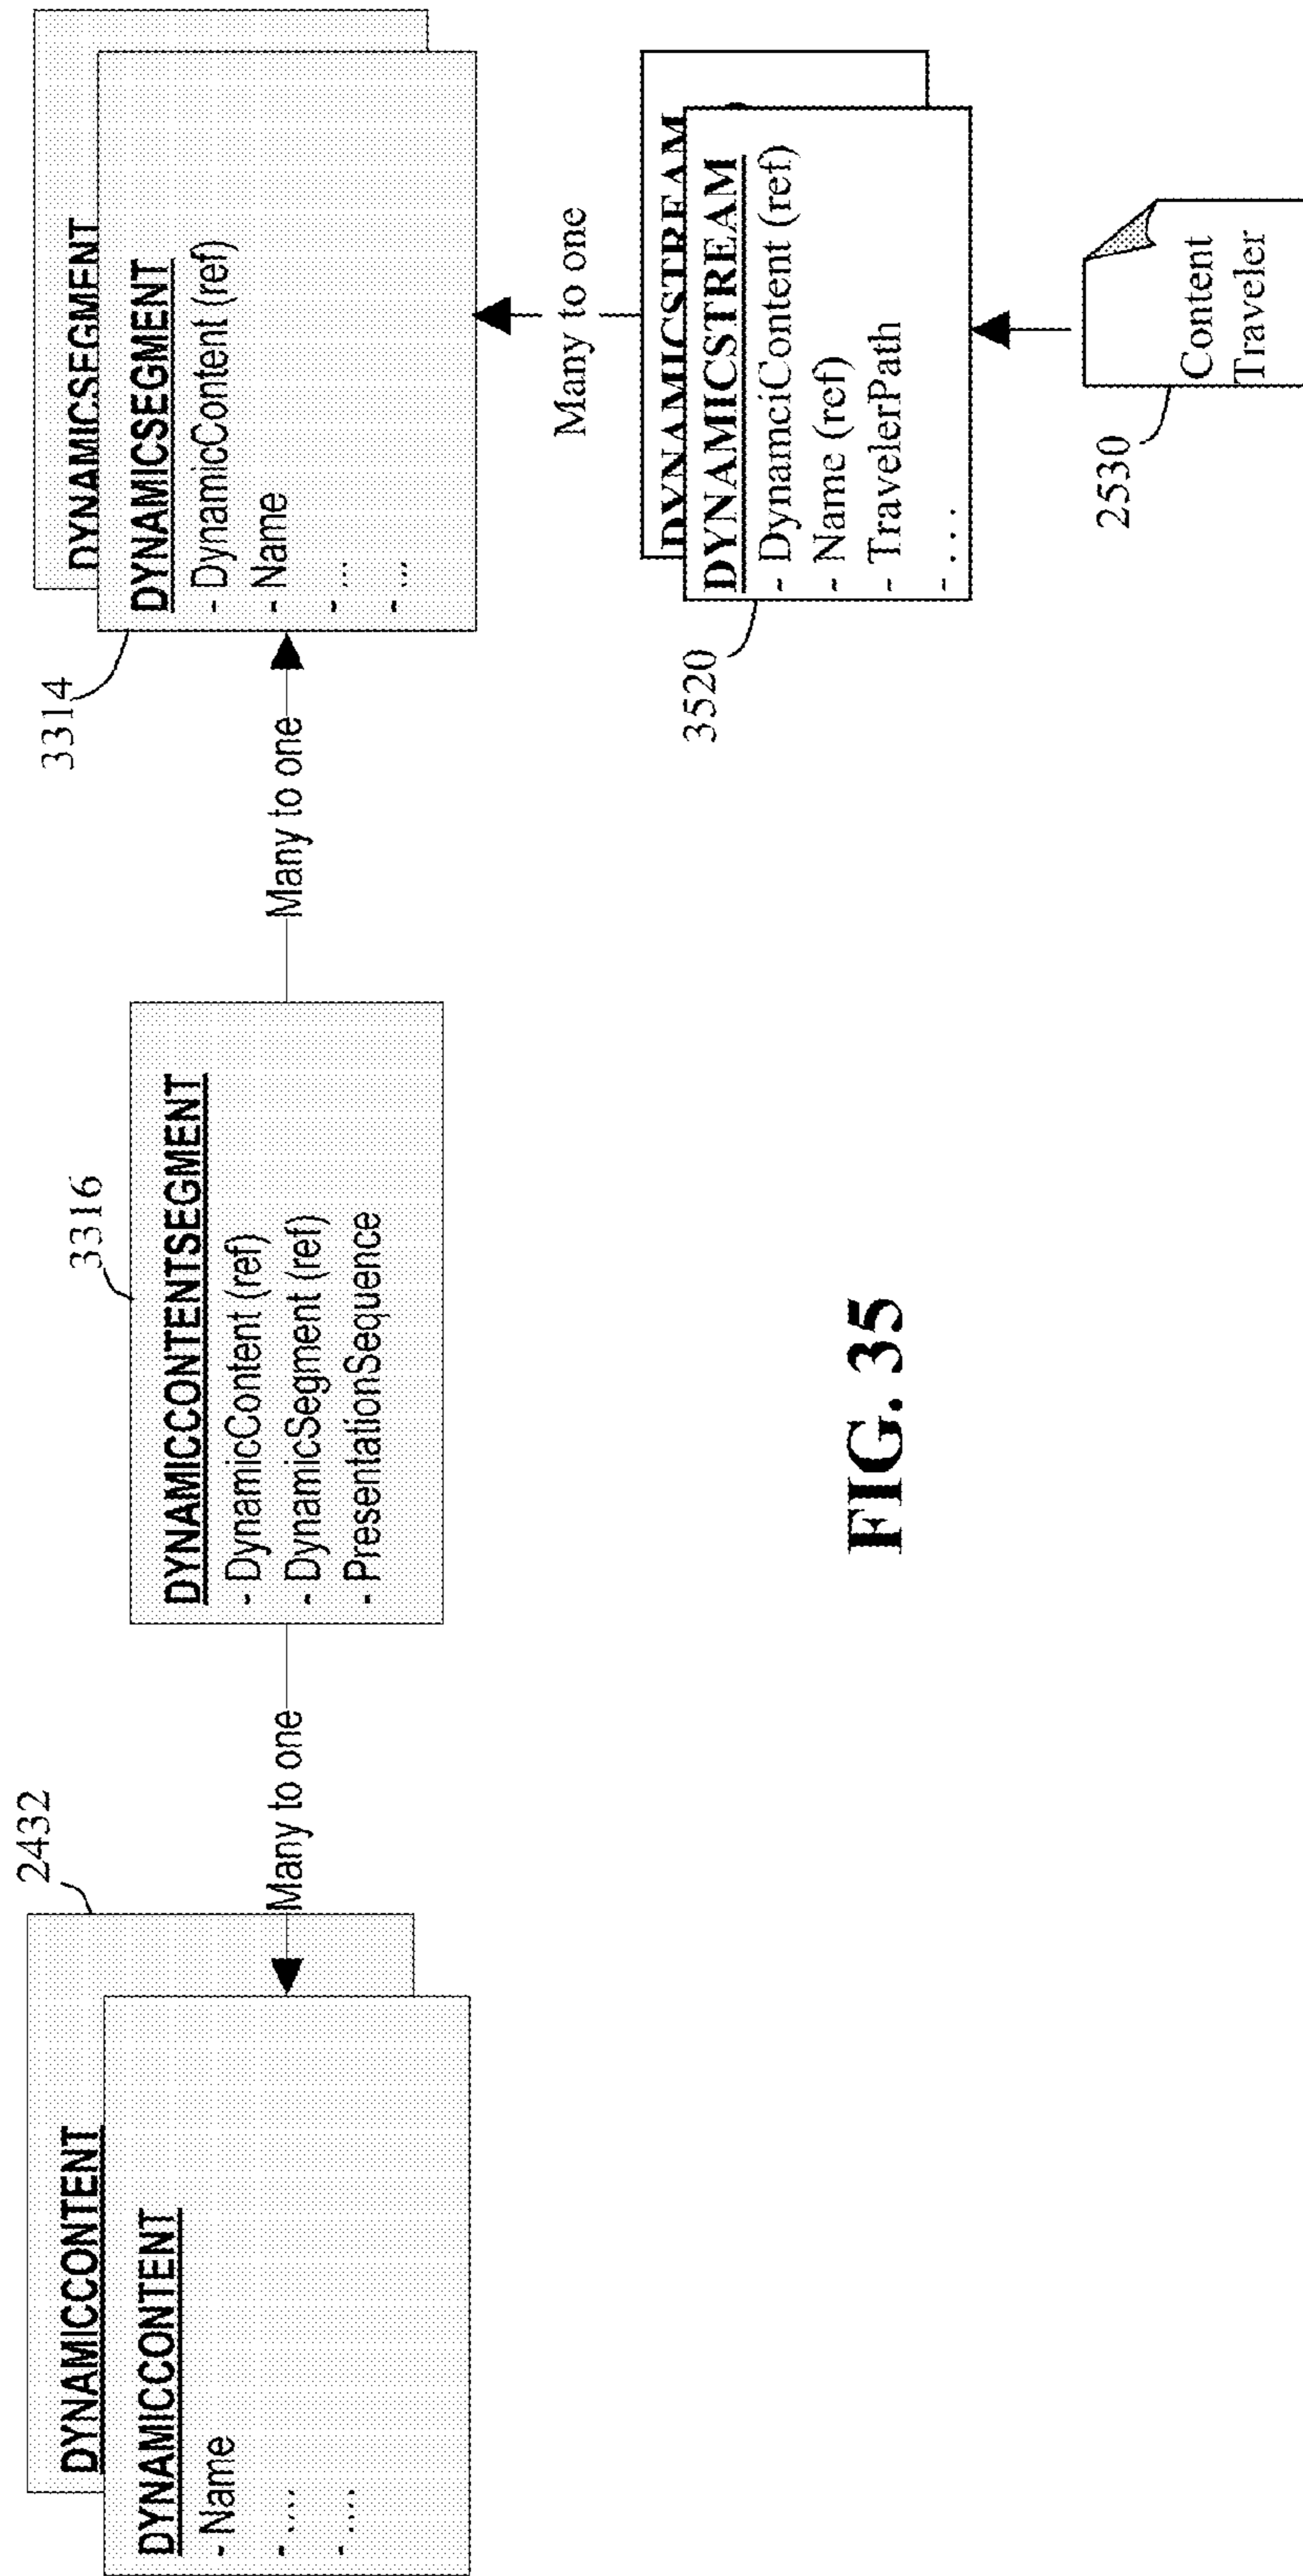 2432
DYNAMICCONTENT
DYNAMICCONTENT
- Name
- ...
- ...
Many to one
3316
DYNAMICCONTENTSEGMENT
- DynamicContent (ref)
- DynamicSegment (ref)
- PresentationSequence
Many to one
3314
DYNAMICSEGMENT
DYNAMICSEGMENT
- DynamicContent (ref)
- Name
- ...
- ...
Many to one
3520
DYNAMICSTREAM
DYNAMICSTREAM
- DynamciContent (ref)
- Name (ref)
- TravelerPath
- . . .
2530
Content
Traveler
FIG. 35